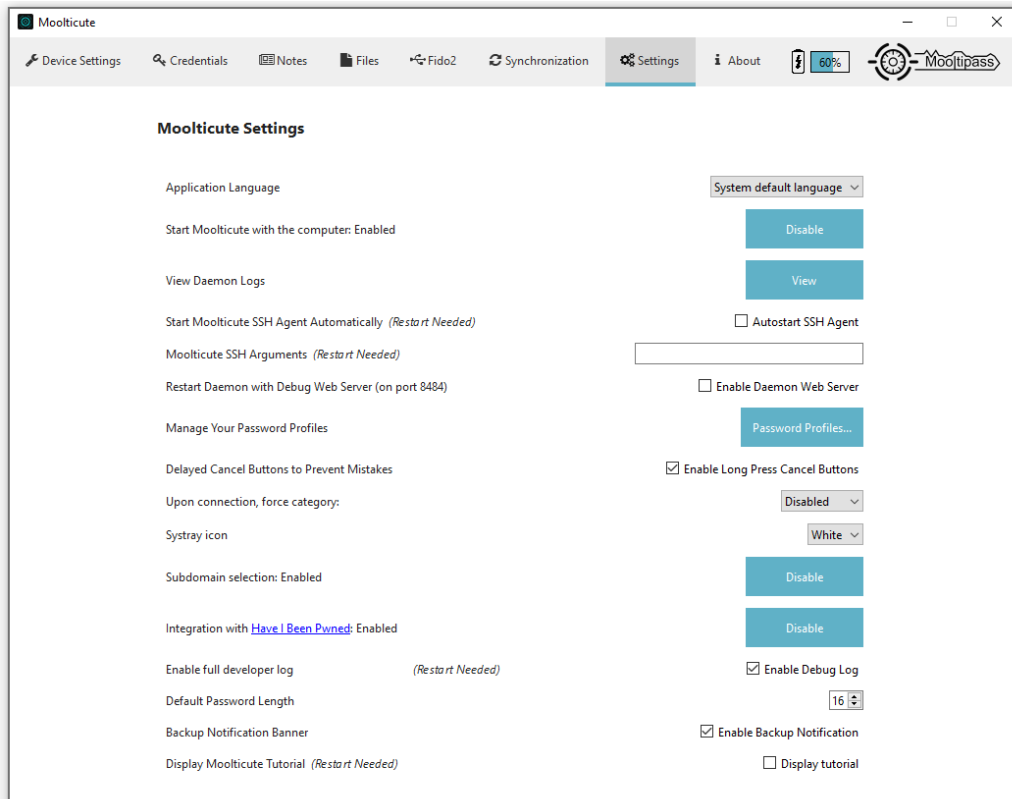 Moolticute
Device Settings Credentials Notes Files Fido2 Synchronization Settings About 60% Mooltipass
Moolticute Settings
Application Language System default language
Start Moolticute with the computer: Enabled Disable
View Daemon Logs View
Start Moolticute SSH Agent Automatically (Restart Needed) Autostart SSH Agent
Moolticute SSH Arguments (Restart Needed)
Restart Daemon with Debug Web Server (on port 8484) Enable Daemon Web Server
Manage Your Password Profiles Password Profiles...
Delayed Cancel Buttons to Prevent Mistakes Enable Long Press Cancel Buttons
Upon connection, force category: Disabled
Systray icon White
Subdomain selection: Enabled Disable
Integration with Have I Been Pwned: Enabled Disable
Enable full developer log (Restart Needed) Enable Debug Log
Default Password Length 16
Backup Notification Banner Enable Backup Notification
Display Moolticute Tutorial (Restart Needed) Display tutorial